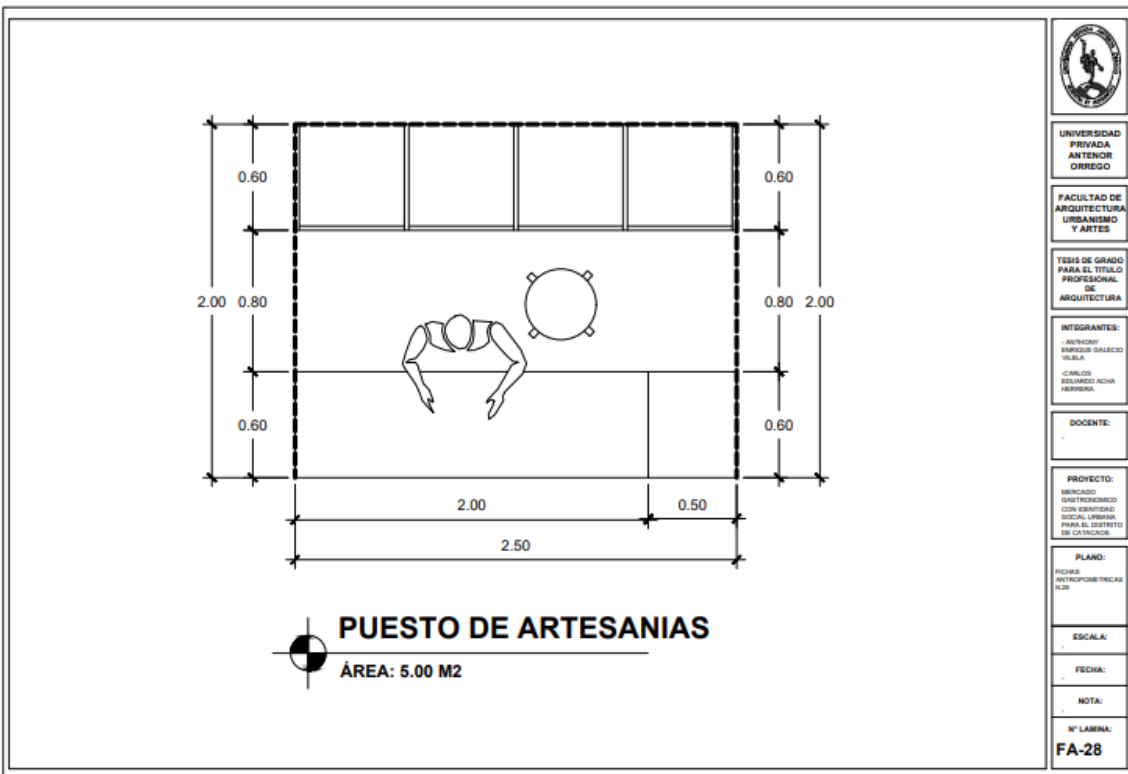 0.60
0.60
2.00
0.80
0.80
2.00
0.60
0.60
2.00
0.50
2.50
PUESTO DE ARTESANIAS
ÁREA: 5.00 M2
UNIVERSIDAD
PRIVADA
ANTENOR
ORREGO
FACULTAD DE
ARQUITECTURA
URBANISMO
Y ARTES
TESIS DE GRADO
PARA EL TITULO
PROFESIONAL
DE
ARQUITECTURA
INTEGRANTES:
- ANTHONY
ENRIQUE GALECIO
VILELA
-CARLOS
EDUARDO ACHA
HERRERA
DOCENTE:
-
PROYECTO:
MERCADO
GASTRONOMICO
CON IDENTIDAD
SOCIAL URBANA
PARA EL DISTRITO
DE CATACAOS.
PLANO:
FICHAS
ANTROPOMETRICAS
N.28
ESCALA:
-
FECHA:
-
NOTA:
-
N° LAMINA:
FA-28